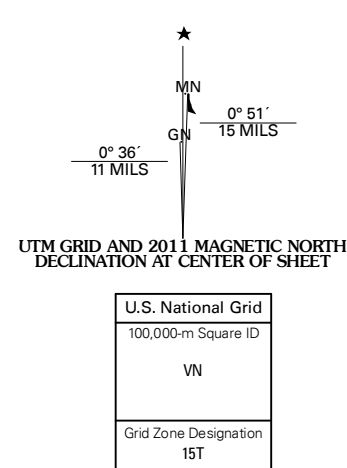 MN
0° 51´
15 MILS
GN
0° 36´
11 MILS
UTM GRID AND 2011 MAGNETIC NORTH
DECLINATION AT CENTER OF SHEET
U.S. National Grid
100,000-m Square ID
VN
Grid Zone Designation
15T